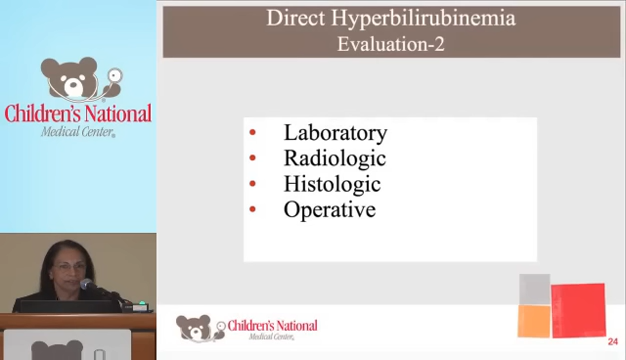 Children's National
Medical Center
Direct Hyperbilirubinemia
Evaluation-2
• Laboratory
• Radiologic
• Histologic
• Operative
Children's National
Medical Center
24